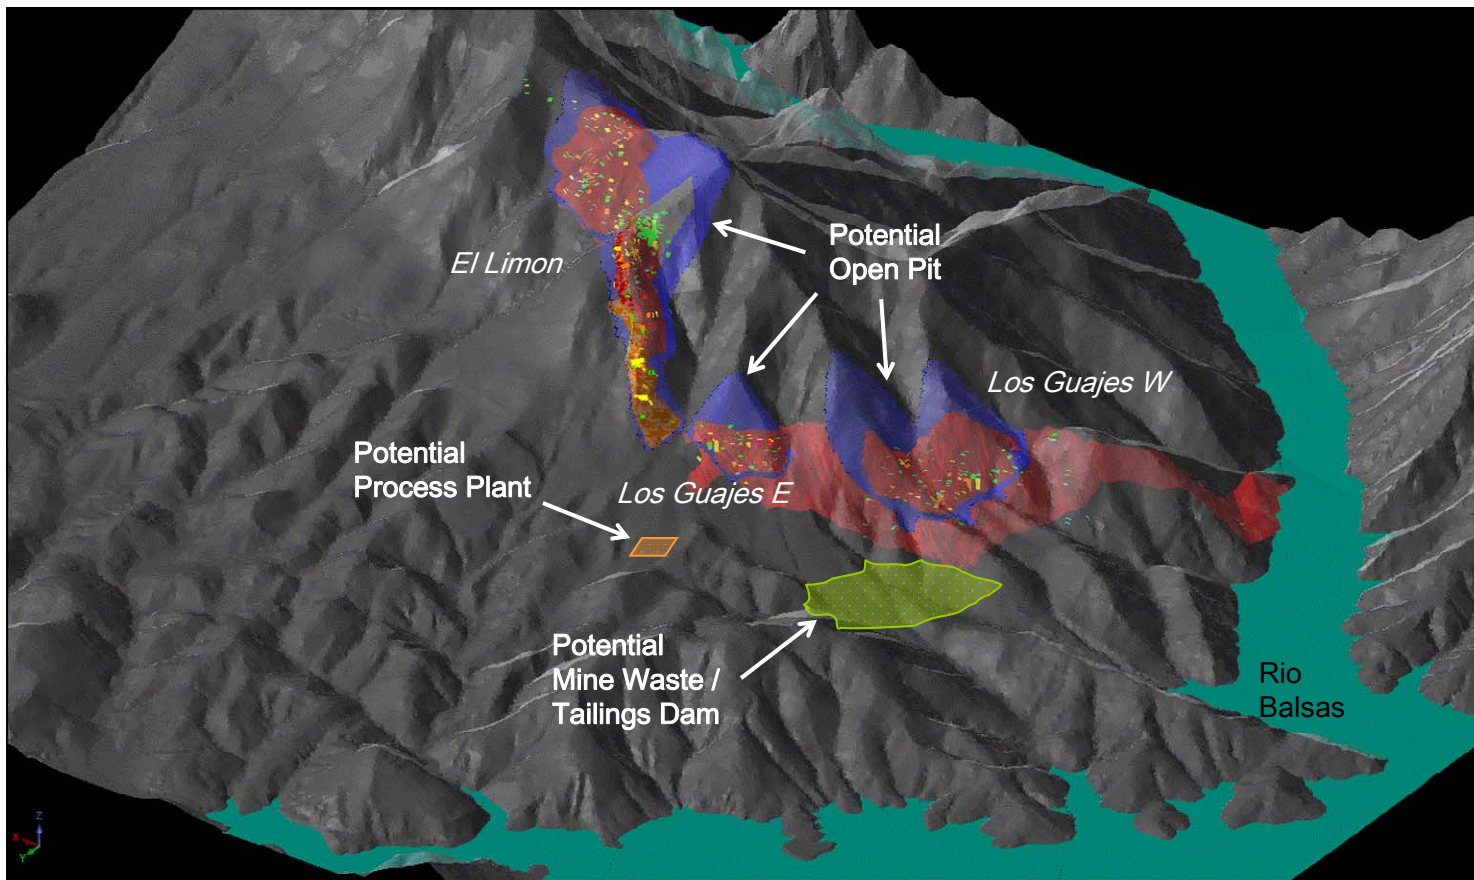 Potential
Open Pit
El Limon
Los Guajes W
Potential
Process Plant
Los Guajes E
Potential
Mine Waste /
Tailings Dam
Rio
Balsas
Z
X
Y